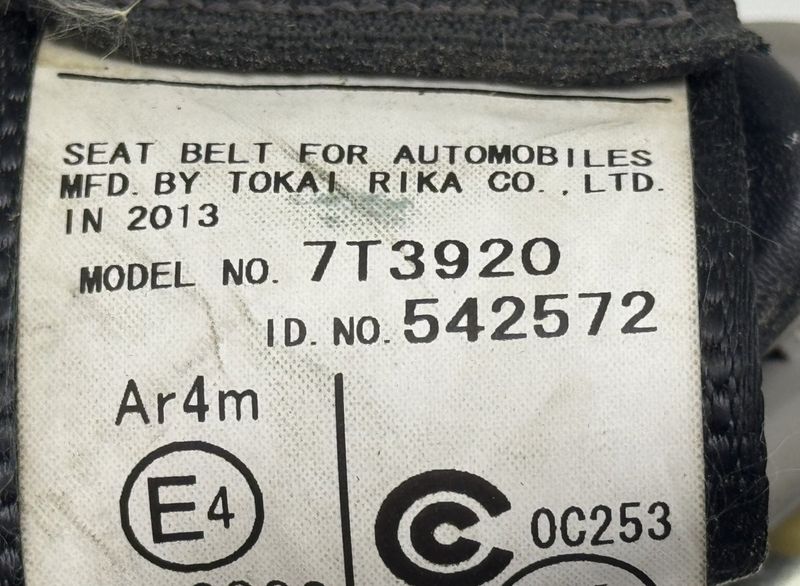 SEAT BELT FOR AUTOMOBILES
MFD. BY TOKAI RIKA CO., LTD.
IN 2013
MODEL NO. 7T3920
ID. NO. 542572
Ar4m
E4
OC253